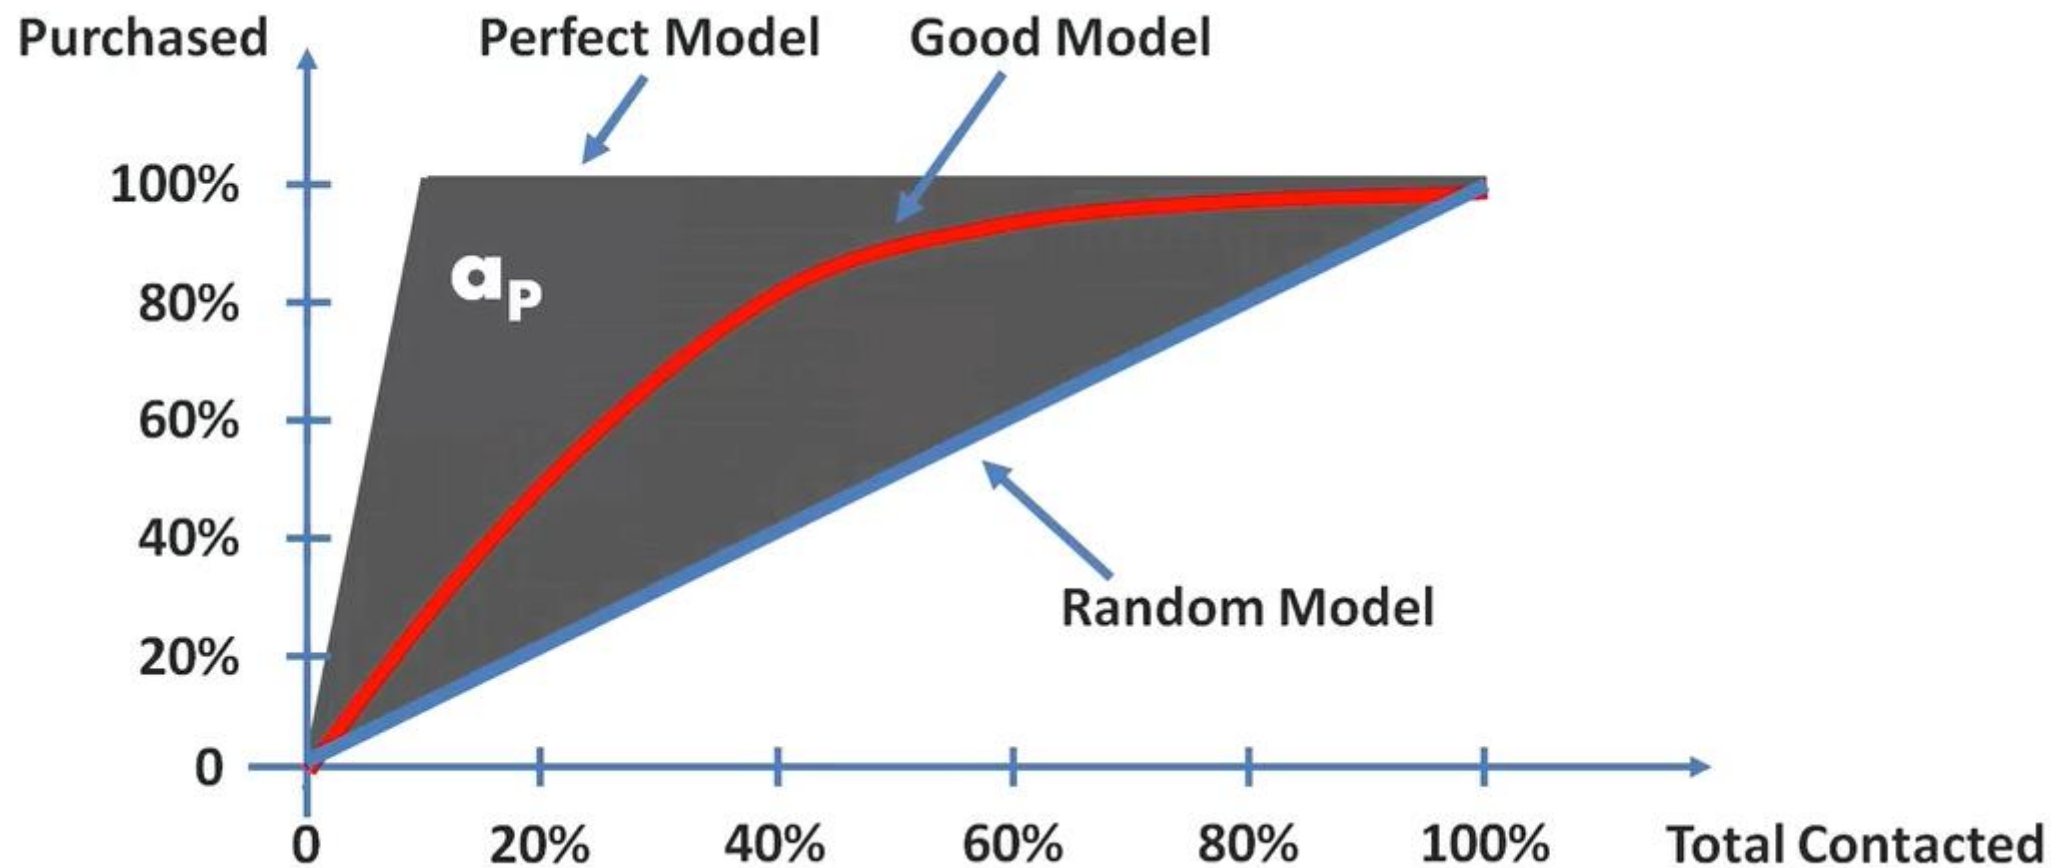 Purchased
Perfect Model
Good Model
100%
aP
80%
60%
40%
Random Model
20%
0
0 20% 40% 60% 80% 100% Total Contacted